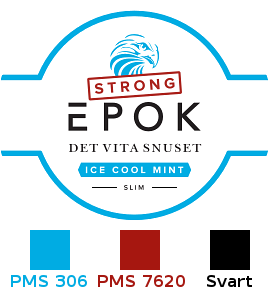 STRONG
EPOK
DET VITA SNUSET
ICE COOL MINT
SLIM
PMS 306 PMS 7620 Svart